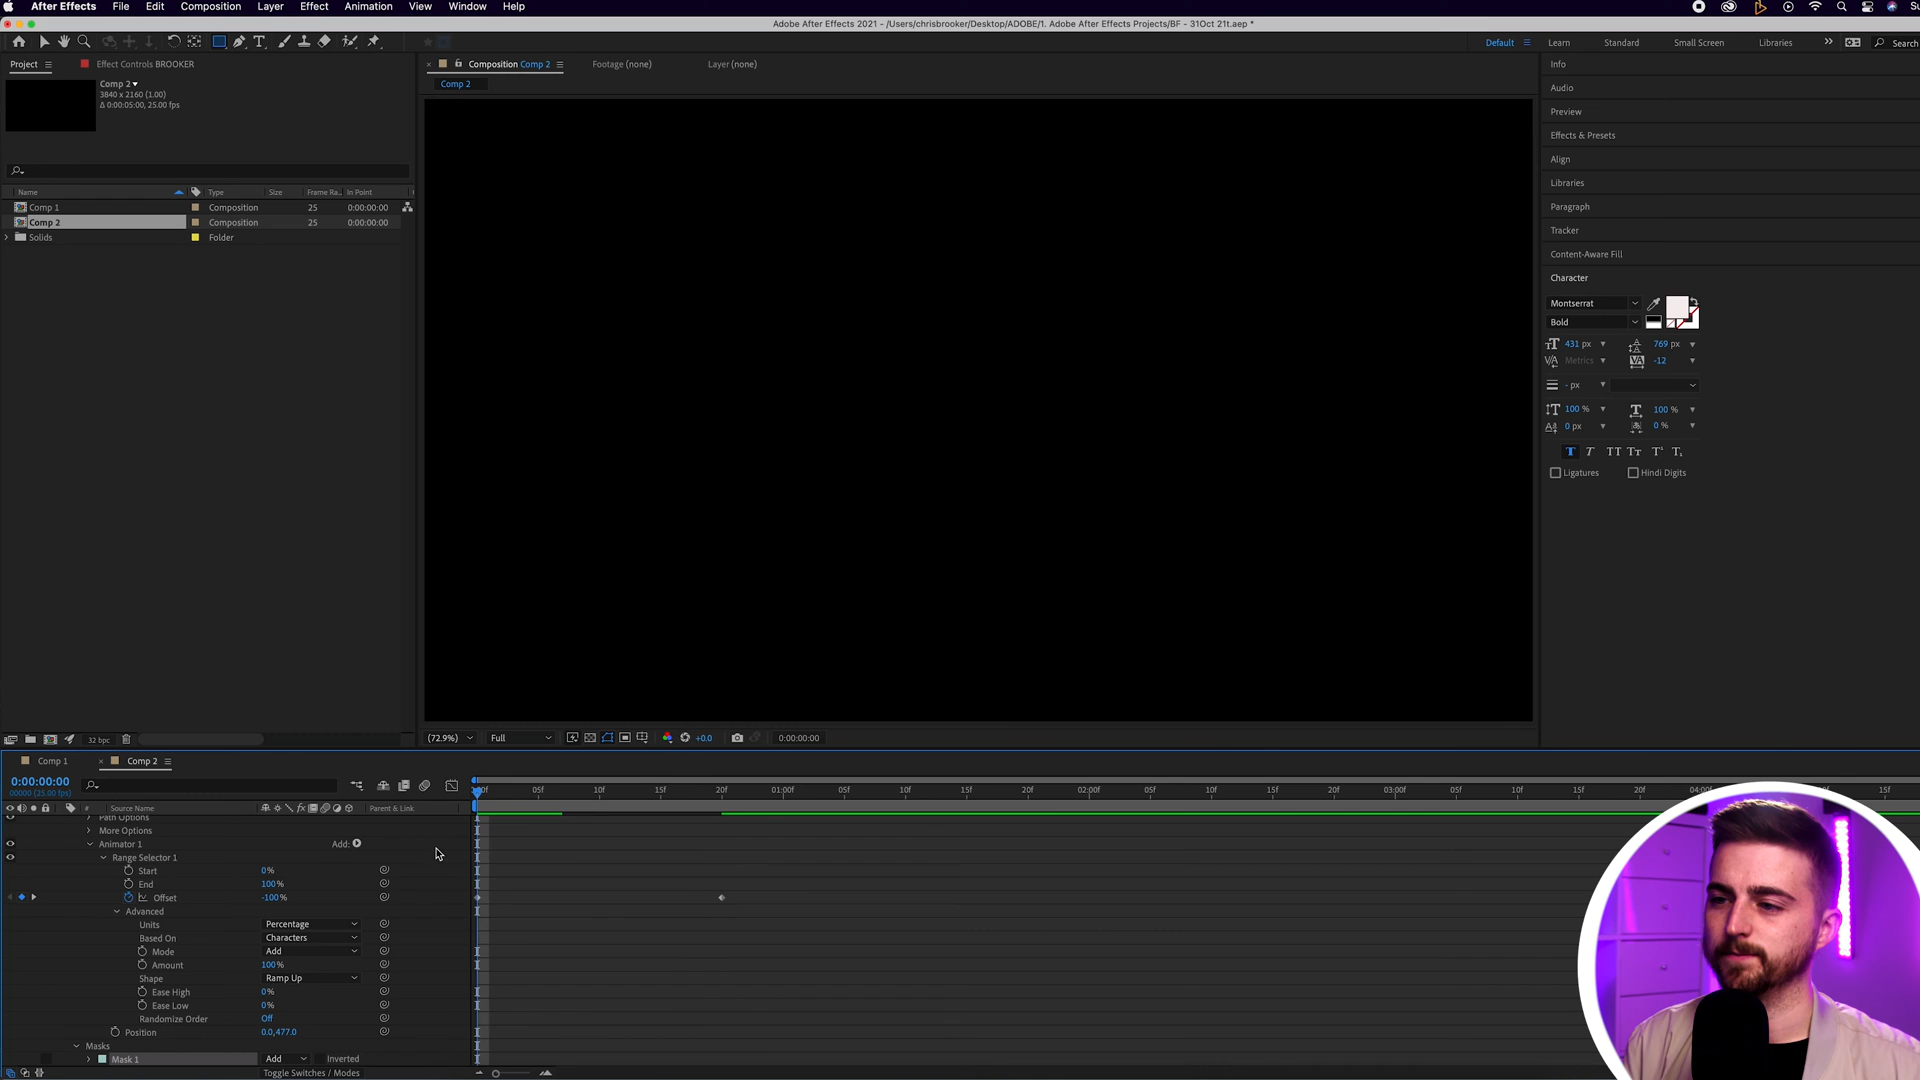 After Effects File Edit Composition Layer Effect Animation View Window Help
Adobe After Effects 2021 - /Users/chrisbrooker/Desktop/ADOBE/1. Adobe After Effects Projects/BF - 31Oct 21t.aep *
Default Learn Standard Small Screen Libraries Search
Project Effect Controls BROOKER
Composition Comp 2 Footage (none) Layer (none)
Comp 2
3840 x 2160 (1.00)
Δ 0:00:05:00, 25.00 fps
Comp 2
Name Type Size Frame Ra... In Point
Comp 1 Composition 25 0:00:00:00
Comp 2 Composition 25 0:00:00:00
Solids Folder
Info
Audio
Preview
Effects & Presets
Align
Libraries
Paragraph
Tracker
Content-Aware Fill
Character
Montserrat
Bold
431 px 769 px
Metrics -12
- px
100 % 100 %
0 px 0 %
Ligatures Hindi Digits
32 bpc
(72.9%) Full +0.0 0:00:00:00
Comp 1 Comp 2
0:00:00:00
00000 (25.00 fps)
05f 10f 15f 20f 01:00f 05f 10f 15f 20f 02:00f 05f 10f 15f 20f 03:00f 05f 10f 15f 20f 04:00f 15f
# Source Name Parent & Link
Path Options
More Options
Animator 1 Add:
Range Selector 1
Start 0%
End 100%
Offset -100%
Advanced
Units Percentage
Based On Characters
Mode Add
Amount 100%
Shape Ramp Up
Ease High 0%
Ease Low 0%
Randomize Order Off
Position 0.0,477.0
Masks
Mask 1 Add Inverted
Toggle Switches / Modes